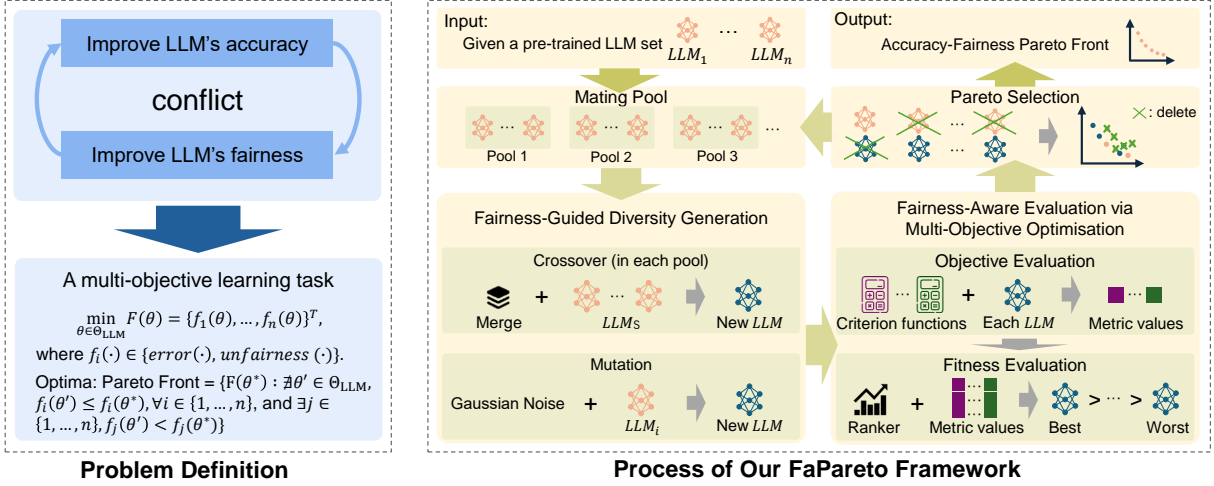 Improve LLM's accuracy
conflict
Improve LLM's fairness
A multi-objective learning task
min F(θ) = {f₁(θ), …, fₙ(θ)}ᵀ,
θ∈Θ_LLM
where fᵢ(·) ∈ {error(·), unfairness (·)}.
Optima: Pareto Front = {F(θ*) : ∄θ′ ∈ Θ_LLM,
fᵢ(θ′) ≤ fᵢ(θ*), ∀i ∈ {1, …, n}, and ∃j ∈
{1, …, n}, fⱼ(θ′) < fⱼ(θ*)}
Problem Definition
Input:
Given a pre-trained LLM set
...
LLM₁
LLMₙ
Output:
Accuracy-Fairness Pareto Front
Mating Pool
... ... ... ...
Pool 1
Pool 2
Pool 3
Pareto Selection
...
...
: delete
Fairness-Guided Diversity Generation
Crossover (in each pool)
+ ...
Merge
LLMs
New LLM
Mutation
Gaussian Noise +
LLMᵢ
New LLM
Fairness-Aware Evaluation via
Multi-Objective Optimisation
Objective Evaluation
... + ...
Criterion functions
Each LLM
Metric values
Fitness Evaluation
+ ... > ... >
Ranker
Metric values
Best
Worst
Process of Our FaPareto Framework